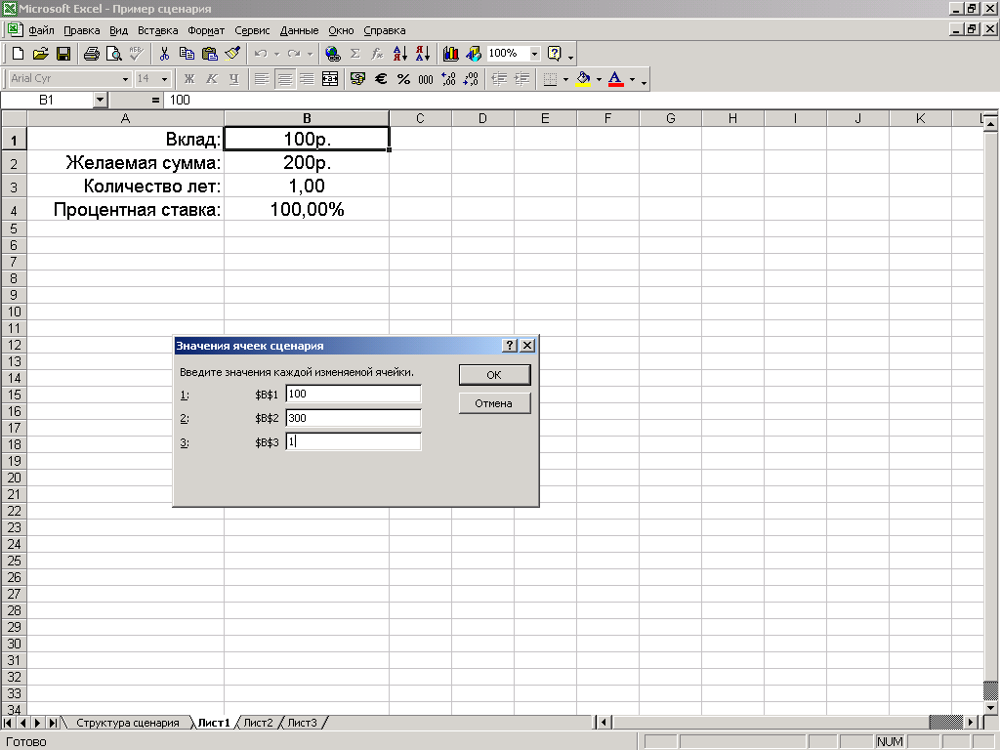 Microsoft Excel - Пример сценария
Файл Правка Вид Вставка Формат Сервис Данные Окно Справка
100%
Arial Cyr 14 Ж К Ч € % 000
B1 = 100
A B C D E F G H I J K L
1 Вклад: 100р.
2 Желаемая сумма: 200р.
3 Количество лет: 1,00
4 Процентная ставка: 100,00%
5
6
7
8
9
10
11
12
13
14
15
16
17
18
19
20
21
22
23
24
25
26
27
28
29
30
31
32
33
34
Значения ячеек сценария
Введите значения каждой изменяемой ячейки.
1: $B$1 100
2: $B$2 300
3: $B$3 1
OK
Отмена
Структура сценария Лист1 Лист2 Лист3
Готово NUM